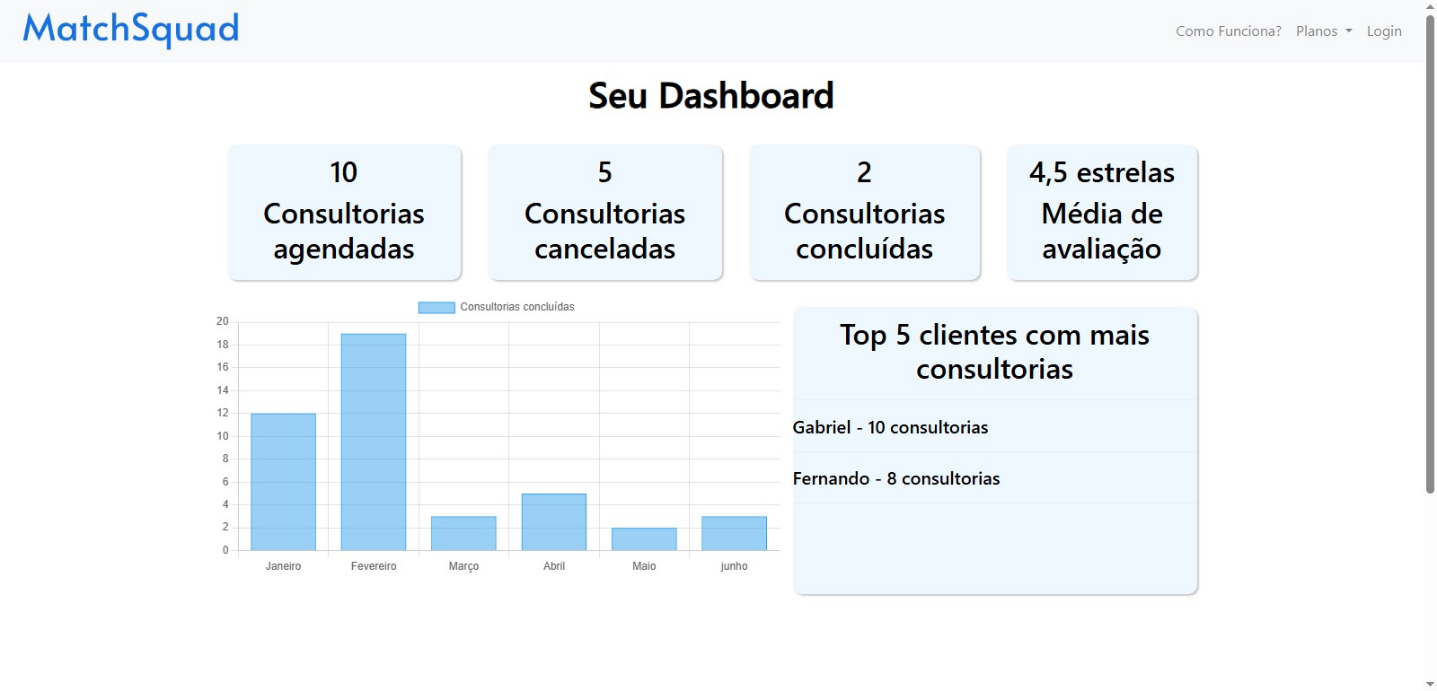 MatchSquad
Como Funciona?
Planos
Login
Seu Dashboard
10
Consultorias
agendadas
5
Consultorias
canceladas
2
Consultorias
concluídas
4,5 estrelas
Média de
avaliação
Consultorias concluídas
20
18
16
14
12
10
8
6
4
2
0
Janeiro
Fevereiro
Março
Abril
Maio
junho
Top 5 clientes com mais
consultorias
Gabriel - 10 consultorias
Fernando - 8 consultorias